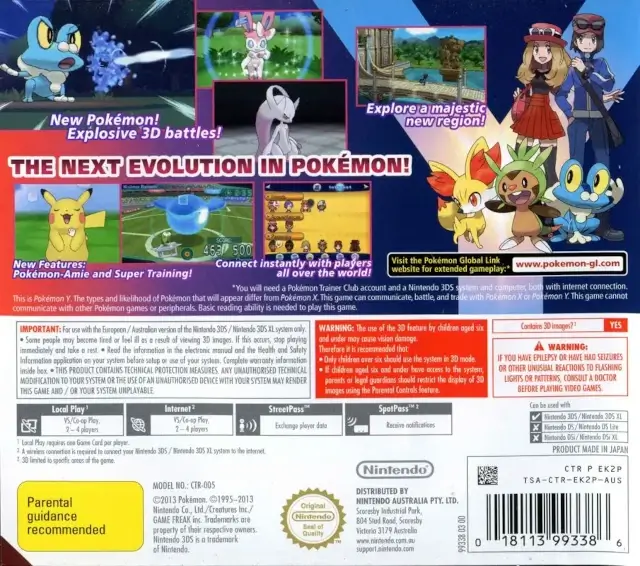 New Pokémon!
Explosive 3D battles!
Explore a majestic
new region!
THE NEXT EVOLUTION IN POKÉMON!
463 500
New Features:
Pokémon-Amie and Super Training!
Connect instantly with players
all over the world!
Visit the Pokémon Global Link
website for extended gameplay:*
www.pokemon-gl.com
*You will need a Pokémon Trainer Club account and a Nintendo 3DS system and computer, both with internet connection.
This is Pokémon Y. The types and likelihood of Pokémon that will appear differ from Pokémon X. This game can communicate, battle, and trade with Pokémon X or Pokémon Y. This game cannot
communicate with other Pokémon games or peripherals. Basic reading ability is needed to play this game.
IMPORTANT: For use with the European / Australian version of the Nintendo 3DS / Nintendo 3DS XL system only.
• Some people may become tired or feel ill as a result of viewing 3D images. If this occurs, stop playing
immediately and take a rest. • Read the information in the electronic manual and the Health and Safety
Information application on your system before setup or use of your system. Complete warranty information
inside box. • THIS PRODUCT CONTAINS TECHNICAL PROTECTION MEASURES. ANY UNAUTHORISED TECHNICAL
MODIFICATION TO YOUR SYSTEM OR THE USE OF AN UNAUTHORISED DEVICE WITH YOUR SYSTEM MAY RENDER
THIS GAME AND / OR YOUR SYSTEM UNPLAYABLE.
WARNING: The use of the 3D feature by children aged six
and under may cause vision damage.
Therefore it is recommended that:
• Only children over six should use the system in 3D mode.
• If children aged six and under have access to the system,
parents or legal guardians should restrict the display of 3D
images using the Parental Controls feature.
Contains 3D Images?³
YES
WARNING:
IF YOU HAVE EPILEPSY OR HAVE HAD SEIZURES
OR OTHER UNUSUAL REACTIONS TO FLASHING
LIGHTS OR PATTERNS, CONSULT A DOCTOR
BEFORE PLAYING VIDEO GAMES.
Local Play ¹
VS/Co-op Play,
2 – 4 players
Internet ²
VS/Co-op Play,
2 – 4 players
StreetPass™
Exchange player data
SpotPass™ ²
Receive notifications
Can be used with
Nintendo 3DS / Nintendo 3DS XL
Nintendo DS / Nintendo DS Lite
Nintendo DSi / Nintendo DSi XL
PRODUCT MADE IN JAPAN
¹ Local Play requires one Game Card per player.
² A wireless connection is required to connect your Nintendo 3DS / Nintendo 3DS XL system to the internet.
³ 3D limited to specific areas of the game.
Parental
guidance
recommended
MODEL NO.: CTR-005
©2013 Pokémon. ©1995–2013
Nintendo Co., Ltd./Creatures Inc./
GAME FREAK inc. Trademarks are
property of their respective owners.
Nintendo 3DS is a trademark
of Nintendo.
Original
Nintendo
Seal of
Quality
Nintendo
DISTRIBUTED BY
NINTENDO AUSTRALIA PTY. LTD.
Scoresby Industrial Park,
804 Stud Road, Scoresby
Victoria 3179 Australia
www.nintendo.com.au
support.nintendo.com
99338 03 00
CTR P EK2P
TSA-CTR-EK2P-AUS
0 18113 99338 6